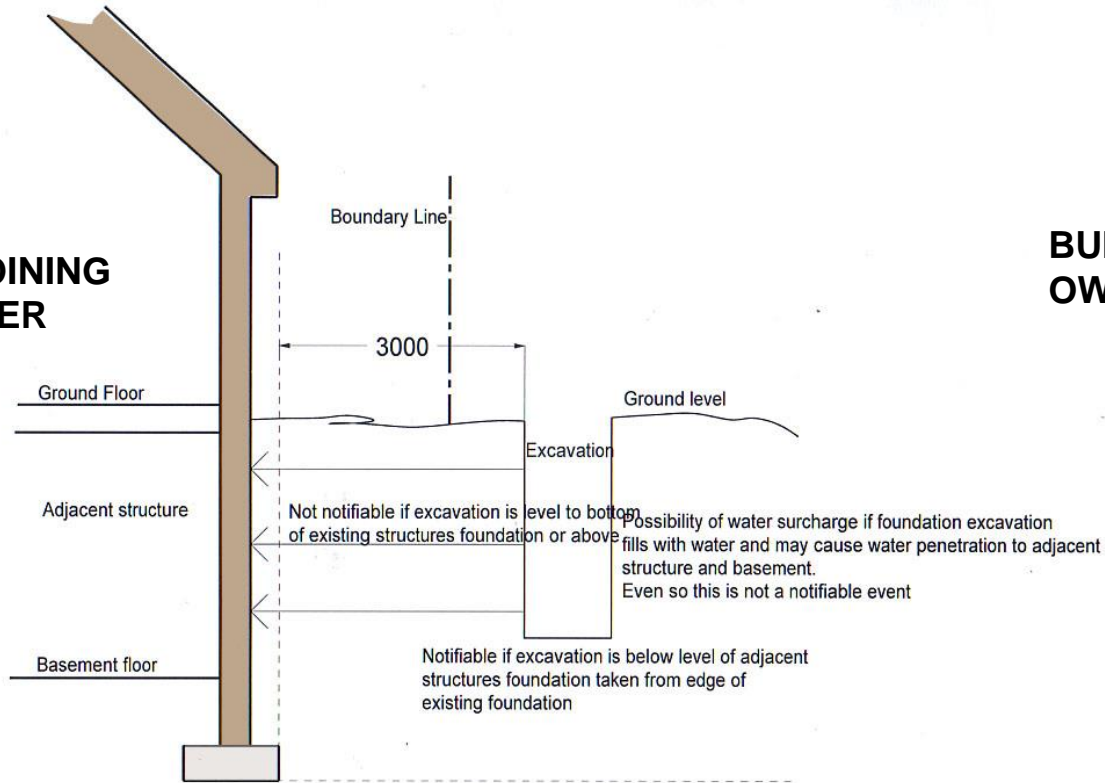 Boundary Line
DINING
ER
BU
OW
3000
Ground Floor
Ground level
Excavation
Adjacent structure
Not notifiable if excavation is level to bottom
of existing structures foundation or above
Possibility of water surcharge if foundation excavation
fills with water and may cause water penetration to adjacent
structure and basement.
Even so this is not a notifiable event
Basement floor
Notifiable if excavation is below level of adjacent
structures foundation taken from edge of
existing foundation